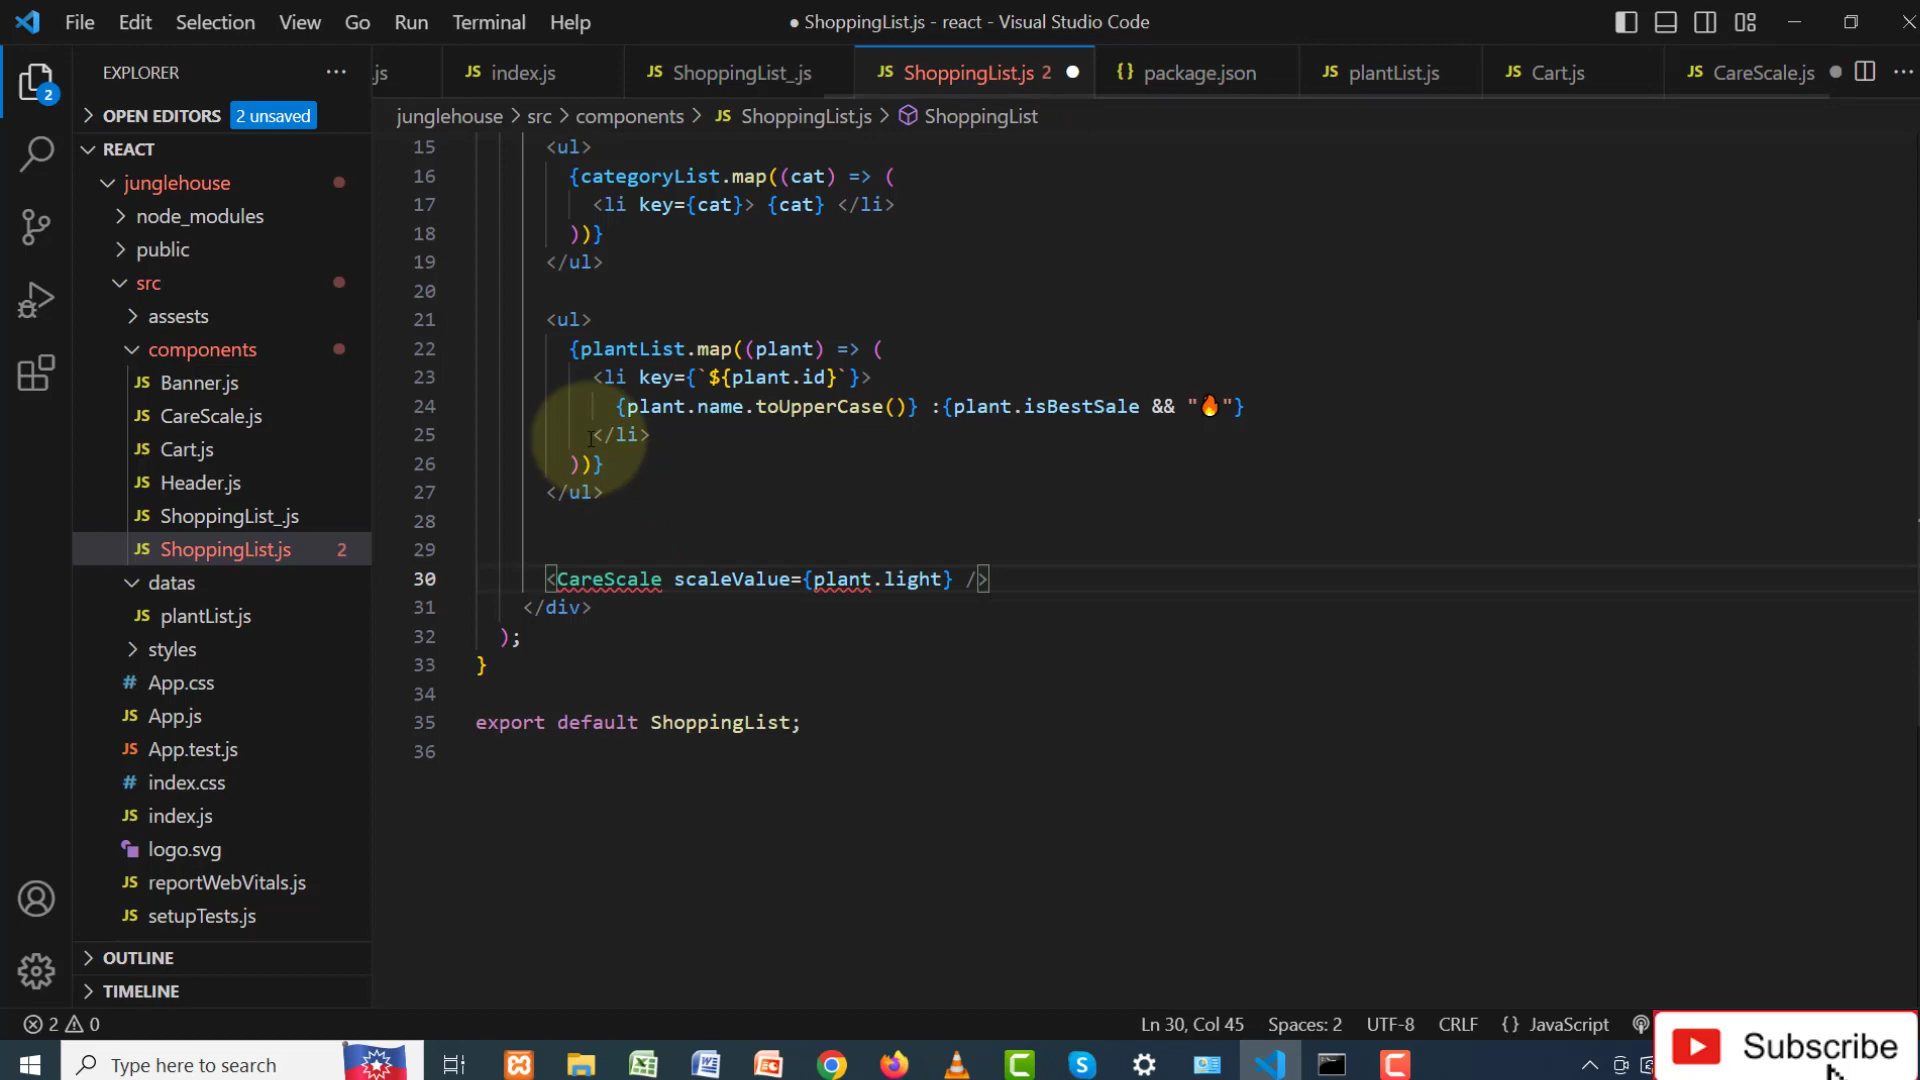 File Edit Selection View Go Run Terminal Help
● ShoppingList.js - react - Visual Studio Code
EXPLORER
.js
index.js
ShoppingList_.js
ShoppingList.js 2
package.json
plantList.js
Cart.js
CareScale.js
OPEN EDITORS 2 unsaved
junglehouse > src > components > JS ShoppingList.js > ShoppingList
REACT
junglehouse
node_modules
public
src
assests
components
JS Banner.js
JS CareScale.js
JS Cart.js
JS Header.js
JS ShoppingList_.js
JS ShoppingList.js 2
datas
JS plantList.js
styles
# App.css
JS App.js
JS App.test.js
# index.css
JS index.js
logo.svg
JS reportWebVitals.js
JS setupTests.js
OUTLINE
TIMELINE
2
15 <ul>
16 {categoryList.map((cat) => (
17 <li key={cat}> {cat} </li>
18 ))}
19 </ul>
20
21 <ul>
22 {plantList.map((plant) => (
23 <li key={`${plant.id}`}>
24 {plant.name.toUpperCase()} :{plant.isBestSale && "🔥"}
25 </li>
26 ))}
27 </ul>
28
29
30 <CareScale scaleValue={plant.light} />
31 </div>
32 );
33 }
34
35 export default ShoppingList;
36
2 0
Ln 30, Col 45 Spaces: 2 UTF-8 CRLF {} JavaScript
Type here to search
Subscribe